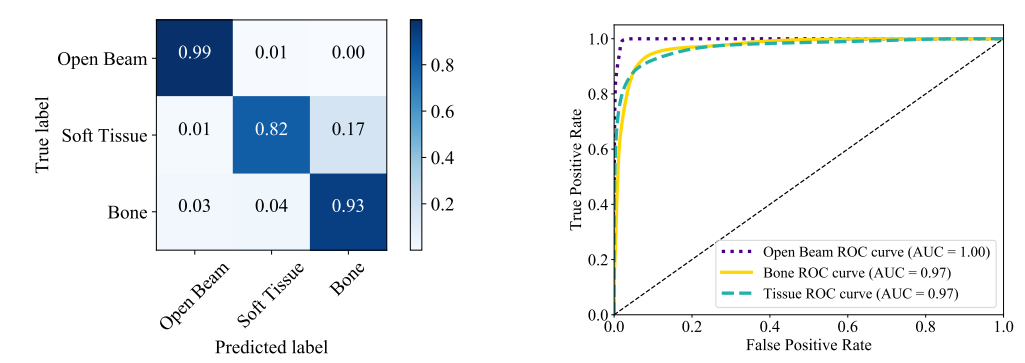 Open Beam
Soft Tissue
Bone
True label
0.99 0.01 0.00
0.01 0.82 0.17
0.03 0.04 0.93
Open Beam
Soft Tissue
Bone
Predicted label
0.8
0.6
0.4
0.2
True Positive Rate
1.0
0.8
0.6
0.4
0.2
0.0
Open Beam ROC curve (AUC = 1.00)
Bone ROC curve (AUC = 0.97)
Tissue ROC curve (AUC = 0.97)
0.0 0.2 0.4 0.6 0.8 1.0
False Positive Rate